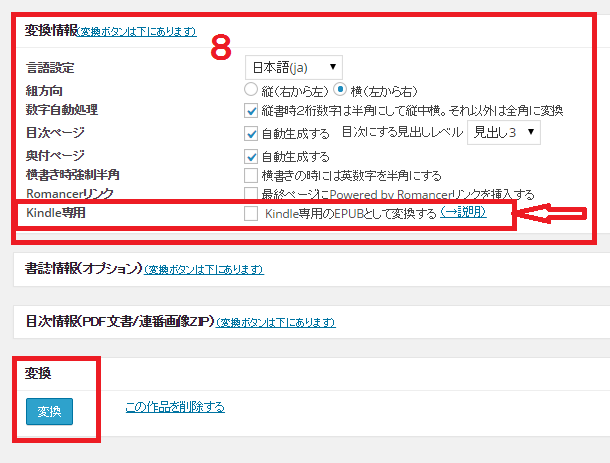 変換情報(変換ボタンは下にあります)
8
言語設定 日本語(ja)
組方向 縦(右から左) 横(左から右)
数字自動処理 縦書時2桁数字は半角にして縦中横。それ以外は全角に変換
目次ページ 自動生成する 目次にする見出しレベル 見出し3
奥付ページ 自動生成する
横書き時強制半角 横書きの時には英数字を半角にする
Romancerリンク 最終ページにPowered by Romancerリンクを挿入する
Kindle専用 Kindle専用のEPUBとして変換する (→説明)
書誌情報(オプション) (変換ボタンは下にあります)
目次情報(PDF文書/連番画像ZIP) (変換ボタンは下にあります)
変換
変換 この作品を削除する